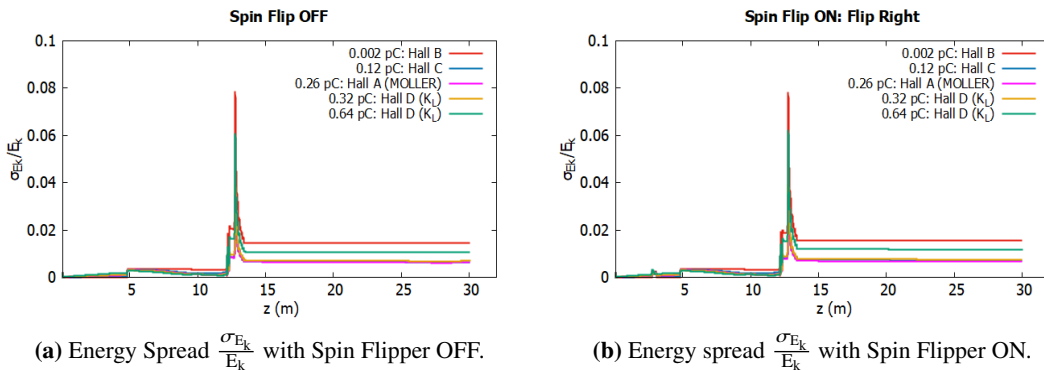 Spin Flip OFF
0.1
0.08
0.06
0.04
0.02
0
σEk/Ek
0.002 pC: Hall B
0.12 pC: Hall C
0.26 pC: Hall A (MOLLER)
0.32 pC: Hall D (KL)
0.64 pC: Hall D (KL)
5 10 15 20 25 30
z (m)
(a) Energy Spread σEk/Ek with Spin Flipper OFF.
Spin Flip ON: Flip Right
0.1
0.08
0.06
0.04
0.02
0
σEk/Ek
0.002 pC: Hall B
0.12 pC: Hall C
0.26 pC: Hall A (MOLLER)
0.32 pC: Hall D (KL)
0.64 pC: Hall D (KL)
5 10 15 20 25 30
z (m)
(b) Energy spread σEk/Ek with Spin Flipper ON.